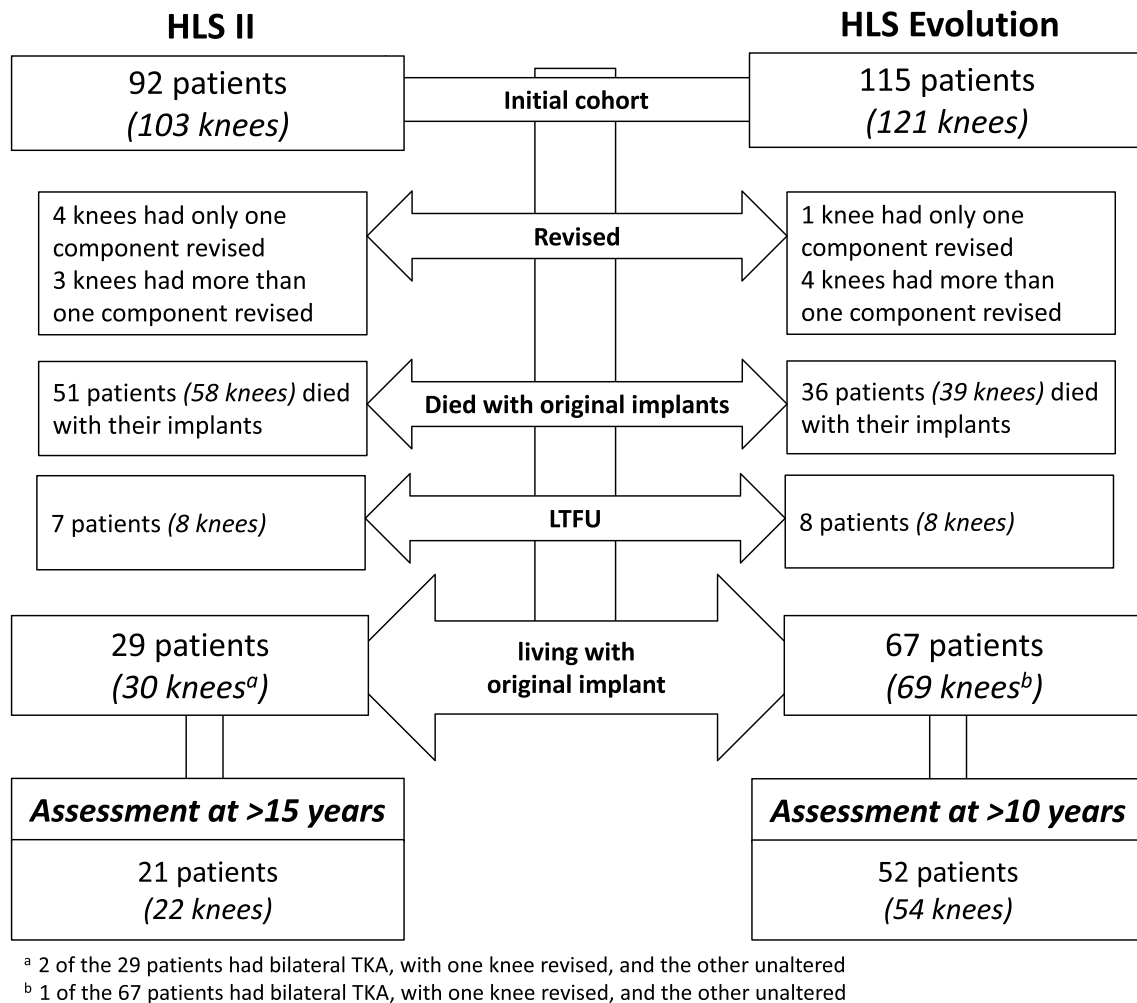 HLS II
HLS Evolution
92 patients
(103 knees)
Initial cohort
115 patients
(121 knees)
4 knees had only one
component revised
3 knees had more than
one component revised
Revised
1 knee had only one
component revised
4 knees had more than
one component revised
51 patients (58 knees) died
with their implants
Died with original implants
36 patients (39 knees) died
with their implants
7 patients (8 knees)
LTFU
8 patients (8 knees)
29 patients
(30 kneesᵃ)
living with
original implant
67 patients
(69 kneesᵇ)
Assessment at >15 years
21 patients
(22 knees)
Assessment at >10 years
52 patients
(54 knees)
ᵃ 2 of the 29 patients had bilateral TKA, with one knee revised, and the other unaltered
ᵇ 1 of the 67 patients had bilateral TKA, with one knee revised, and the other unaltered